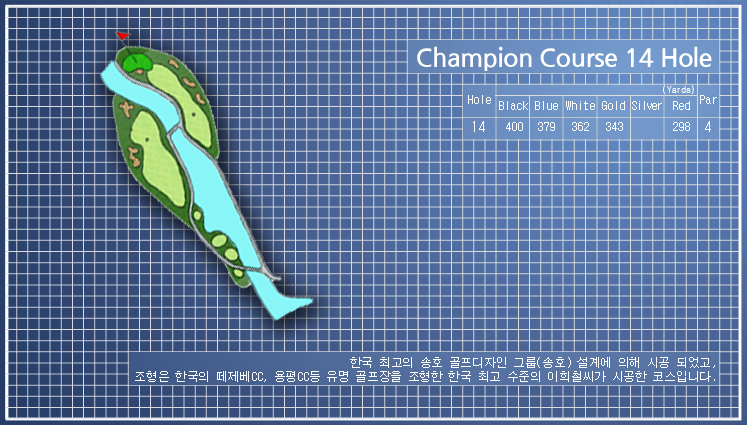 Champion Course 14 Hole
(Yards)
Hole Black Blue White Gold Silver Red Par
14 400 379 362 343 298 4
한국 최고의 송호 골프디자인 그룹(송호) 설계에 의해 시공 되었고,
조형은 한국의 떼제베CC, 용평CC등 유명 골프장을 조형한 한국 최고 수준의 이희철씨가 시공한 코스입니다.